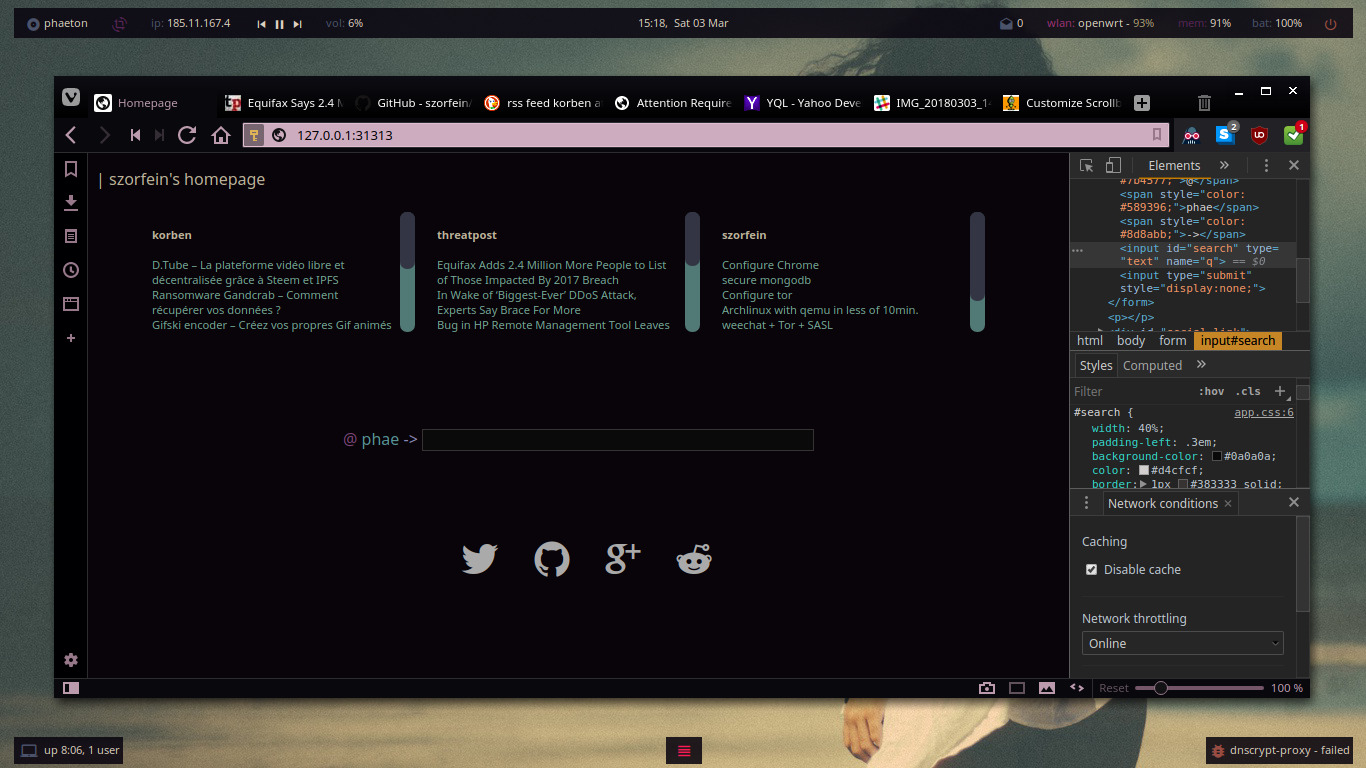 phaeton
ip: 185.11.167.4
vol: 6%
15:18, Sat 03 Mar
0
wlan: openwrt - 93%
mem: 91%
bat: 100%
Homepage
Equifax Says 2.4 M
GitHub - szorfein/
rss feed korben a
Attention Require
YQL - Yahoo Deve
IMG_20180303_1
Customize Scrollb
127.0.0.1:31313
2
1
| szorfein's homepage
korben
D.Tube – La plateforme vidéo libre et
décentralisée grâce à Steem et IPFS
Ransomware Gandcrab – Comment
récupérer vos données ?
Gifski encoder – Créez vos propres Gif animés
threatpost
Equifax Adds 2.4 Million More People to List
of Those Impacted By 2017 Breach
In Wake of ‘Biggest-Ever’ DDoS Attack,
Experts Say Brace For More
Bug in HP Remote Management Tool Leaves
szorfein
Configure Chrome
secure mongodb
Configure tor
Archlinux with qemu in less of 10min.
weechat + Tor + SASL
@ phae ->
Elements
#7b4577;">@</span>
<span style="color:
#589396;">phae</span>
<span style="color:
#8d8abb;">-></span>
<input id="search" type=
"text" name="q"> == $0
<input type="submit"
style="display:none;">
</form>
<p></p>
<div id="social-link">
html body form input#search
Styles Computed
Filter :hov .cls
#search { app.css:6
width: 40%;
padding-left: .3em;
background-color: #0a0a0a;
color: #d4cfcf;
border: 1px #383333 solid;
Network conditions
Caching
Disable cache
Network throttling
Online
Reset 100 %
up 8:06, 1 user
dnscrypt-proxy - failed